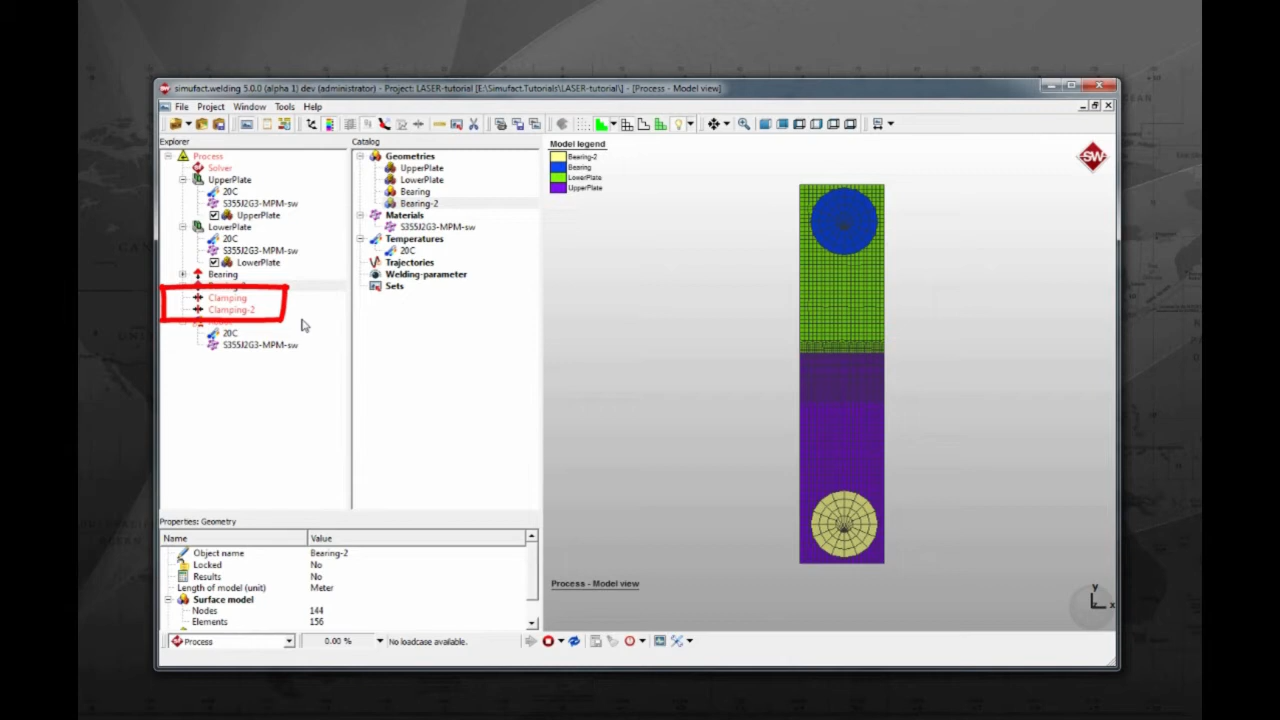 simufact.welding 5.0.0 (alpha 1) dev (administrator) - Project: LASER-tutorial [E:\Simufact.Tutorials\LASER-tutorial\] - [Process - Model view]
File Project Window Tools Help
Explorer
Process
Solver
UpperPlate
20C
S355J2G3-MPM-sw
UpperPlate
LowerPlate
20C
S355J2G3-MPM-sw
LowerPlate
Bearing
Clamping
Clamping-2
20C
S355J2G3-MPM-sw
Catalog
Geometries
UpperPlate
LowerPlate
Bearing
Bearing-2
Materials
S355J2G3-MPM-sw
Temperatures
20C
Trajectories
Welding-parameter
Sets
Model legend
Bearing-2
Bearing
LowerPlate
UpperPlate
SW
Properties: Geometry
Name Value
Object name Bearing-2
Locked No
Results No
Length of model (unit) Meter
Surface model
Nodes 144
Elements 156
Process - Model view
y
z x
Process 0.00 % No loadcase available.